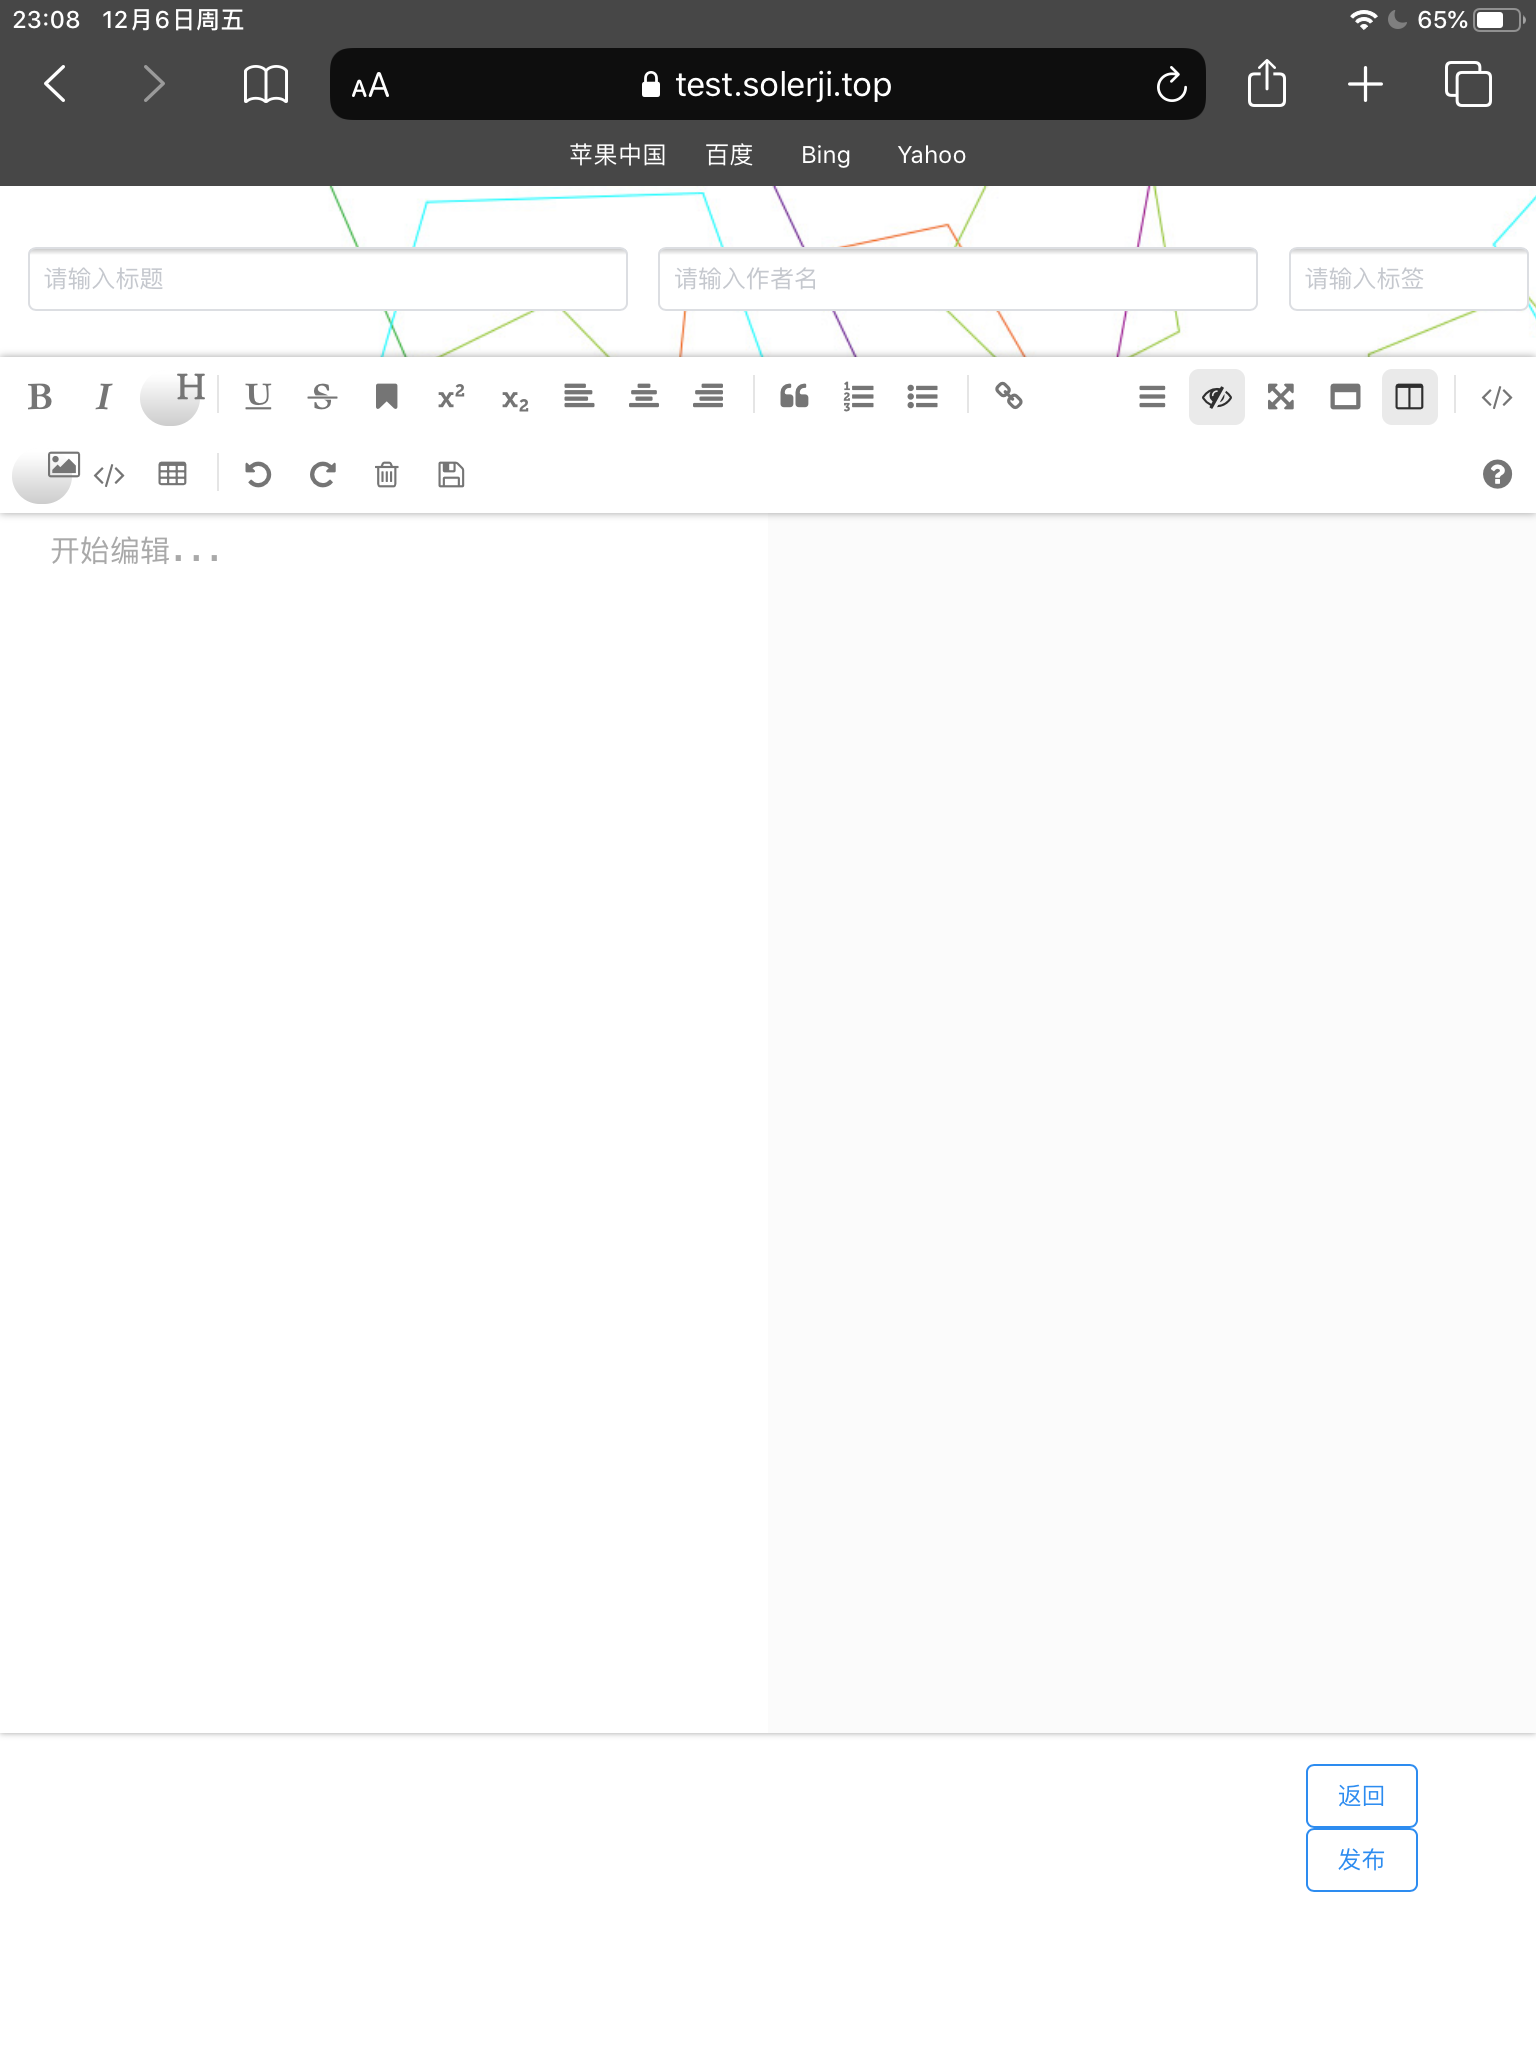 23:08 12月6日周五 65%
AA test.solerji.top
苹果中国 百度 Bing Yahoo
请输入标题 请输入作者名 请输入标签
B I H U S x² x₂
开始编辑...
返回
发布